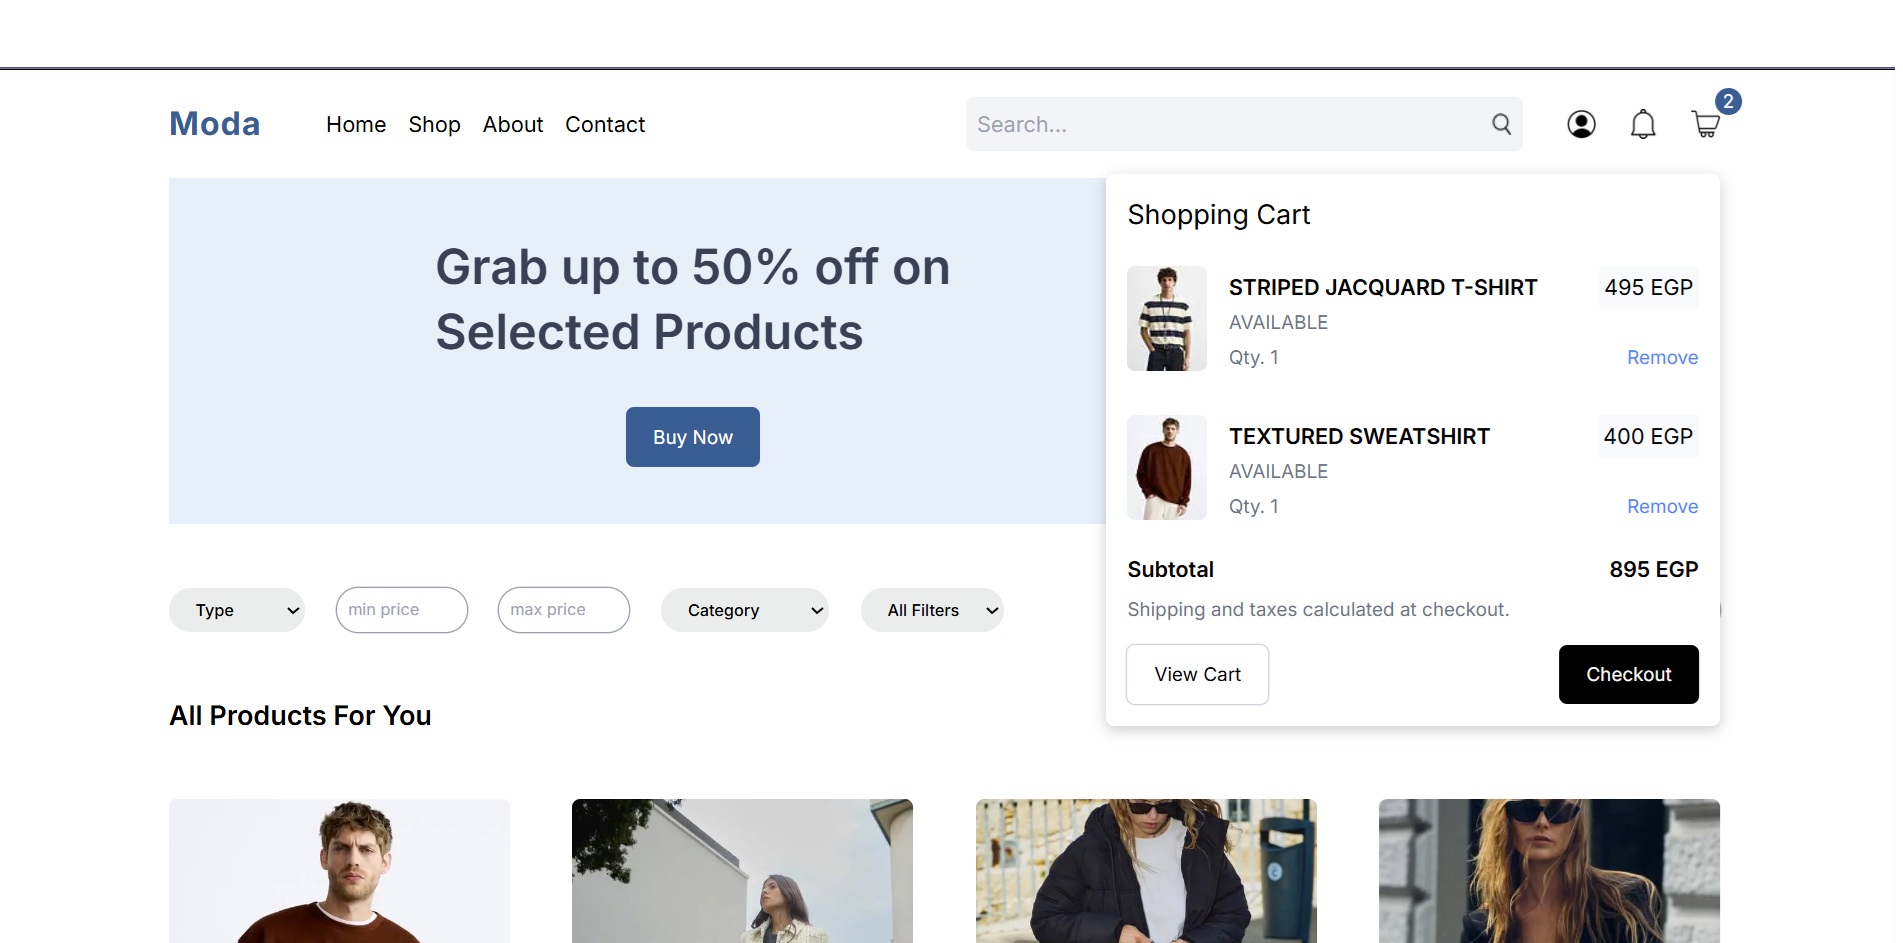 Moda
Home Shop About Contact
Search...
2
Grab up to 50% off on
Selected Products
Buy Now
Shopping Cart
STRIPED JACQUARD T-SHIRT 495 EGP
AVAILABLE
Qty. 1 Remove
TEXTURED SWEATSHIRT 400 EGP
AVAILABLE
Qty. 1 Remove
Subtotal 895 EGP
Shipping and taxes calculated at checkout.
View Cart Checkout
Type min price max price Category All Filters
All Products For You